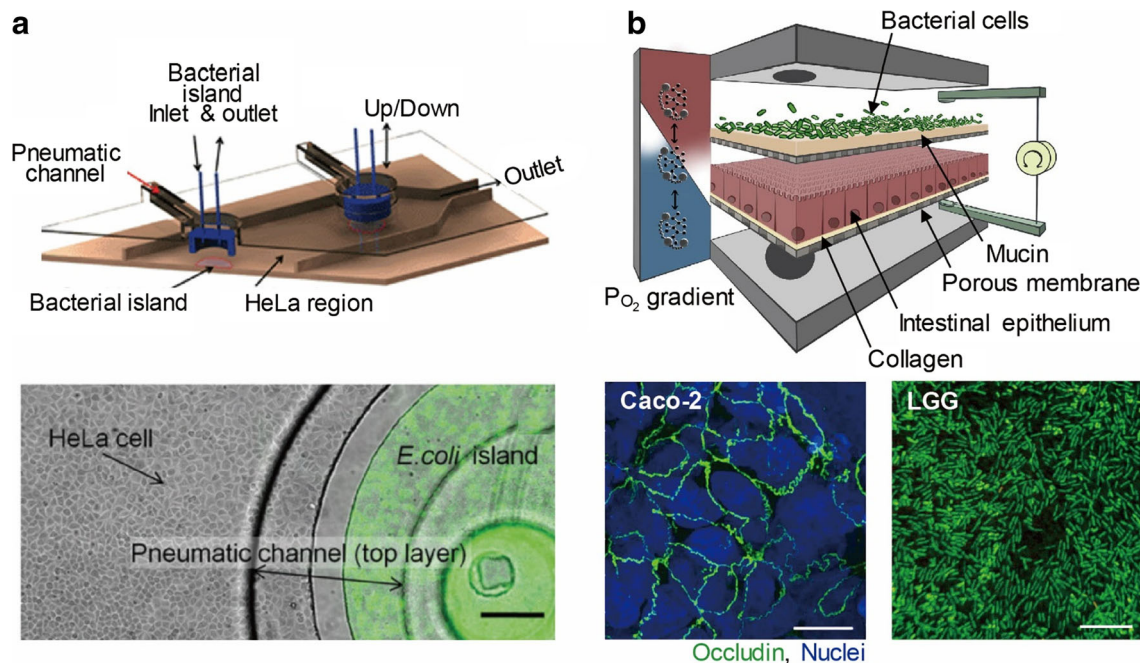 a
Bacterial
island
Inlet & outlet
Up/Down
Pneumatic
channel
Outlet
Bacterial island
HeLa region
HeLa cell
E.coli island
Pneumatic channel (top layer)
b
Bacterial cells
Ω
Mucin
Porous membrane
PO₂ gradient
Intestinal epithelium
Collagen
Caco-2
LGG
Occludin, Nuclei